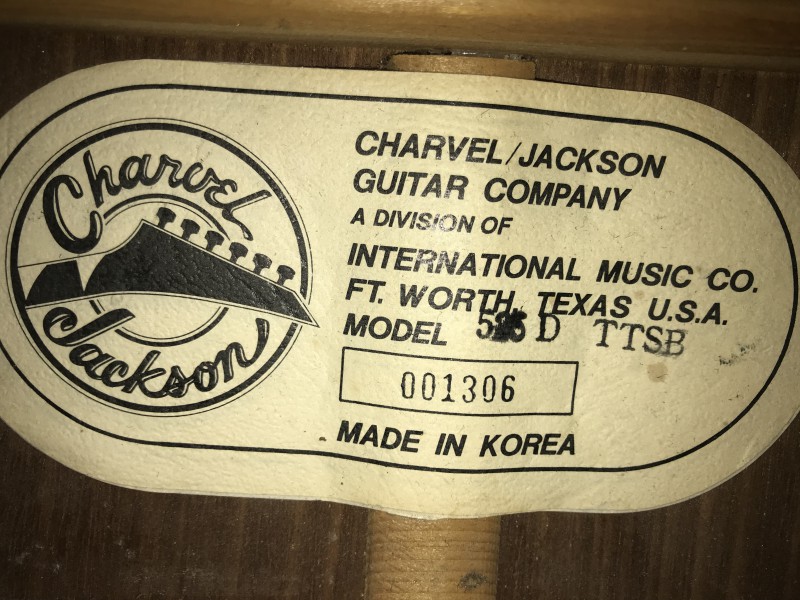 Charvel
Jackson
CHARVEL/JACKSON
GUITAR COMPANY
A DIVISION OF
INTERNATIONAL MUSIC CO.
FT. WORTH, TEXAS U.S.A.
MODEL D TTSB
001306
MADE IN KOREA